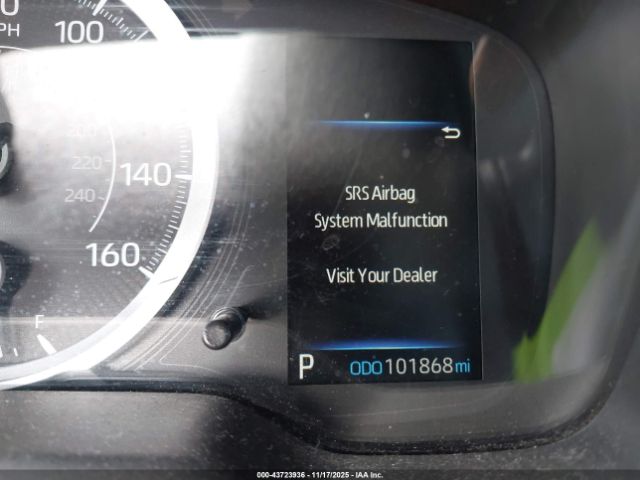 PH
100
200
220
140
240
160
F
SRS Airbag
System Malfunction
Visit Your Dealer
P ODO 101868 mi
000-43723936 - 11/17/2025 - IAA Inc.